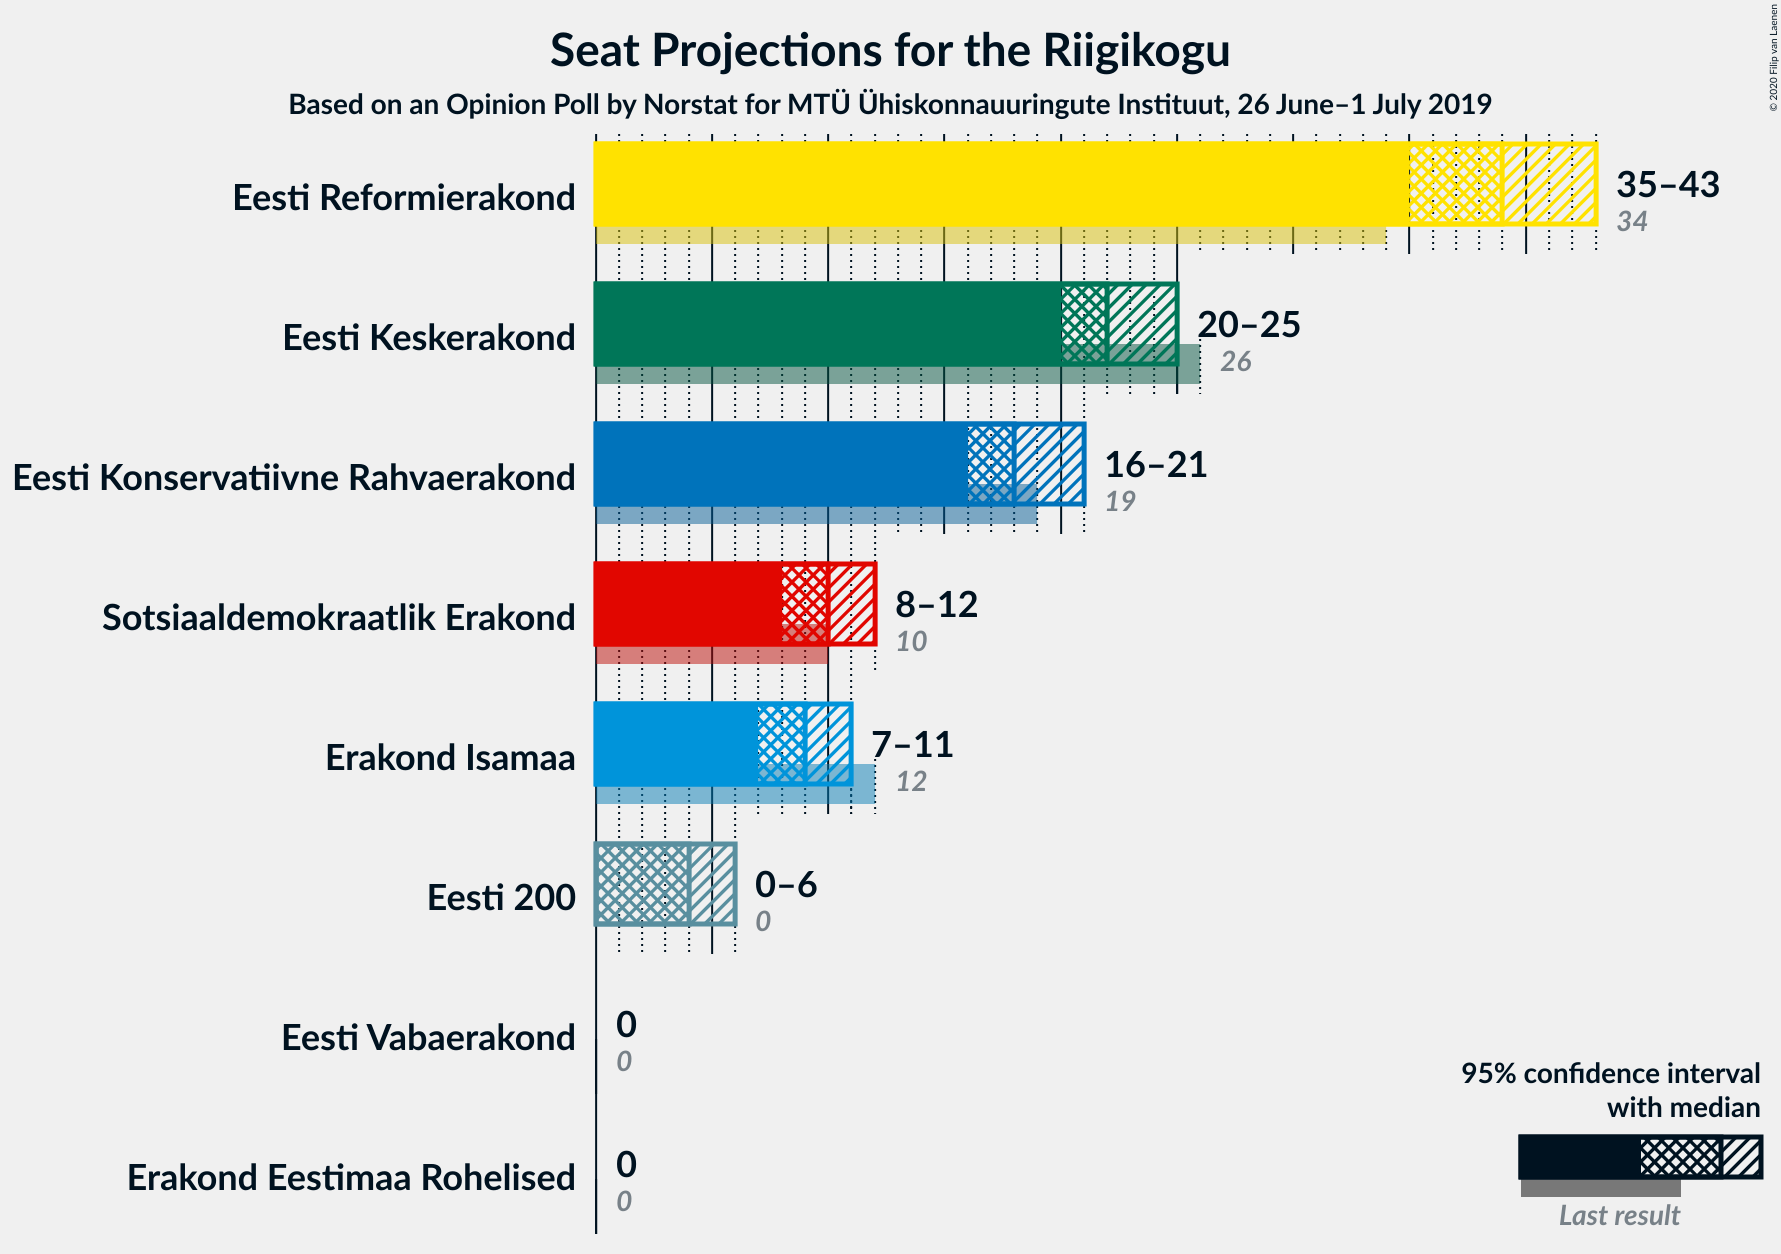 Seat Projections for the Riigikogu
Based on an Opinion Poll by Norstat for MTÜ Ühiskonnauuringute Instituut, 26 June–1 July 2019
© 2020 Filip van Laenen
Eesti Reformierakond
35–43
34
Eesti Keskerakond
20–25
26
Eesti Konservatiivne Rahvaerakond
16–21
19
Sotsiaaldemokraatlik Erakond
8–12
10
Erakond Isamaa
7–11
12
Eesti 200
0–6
0
Eesti Vabaerakond
0
0
Erakond Eestimaa Rohelised
0
0
95% confidence interval
with median
Last result